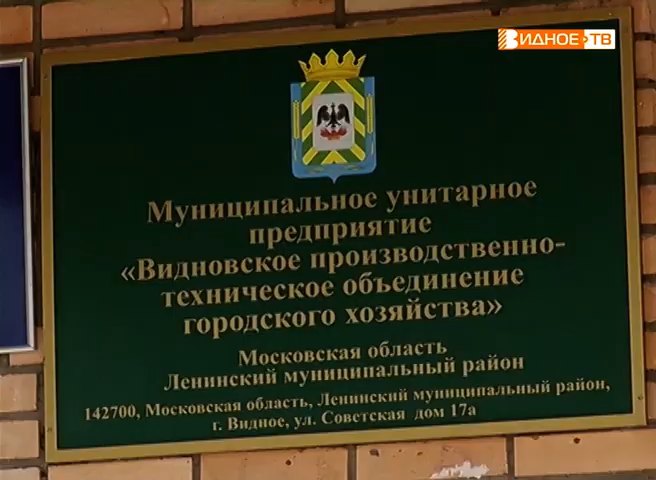 ВИДНОЕ ТВ
Муниципальное унитарное
предприятие
«Видновское производственно-
техническое объединение
городского хозяйства»
Московская область
Ленинский муниципальный район
142700, Московская область, Ленинский муниципальный район,
г. Видное, ул. Советская дом 17а